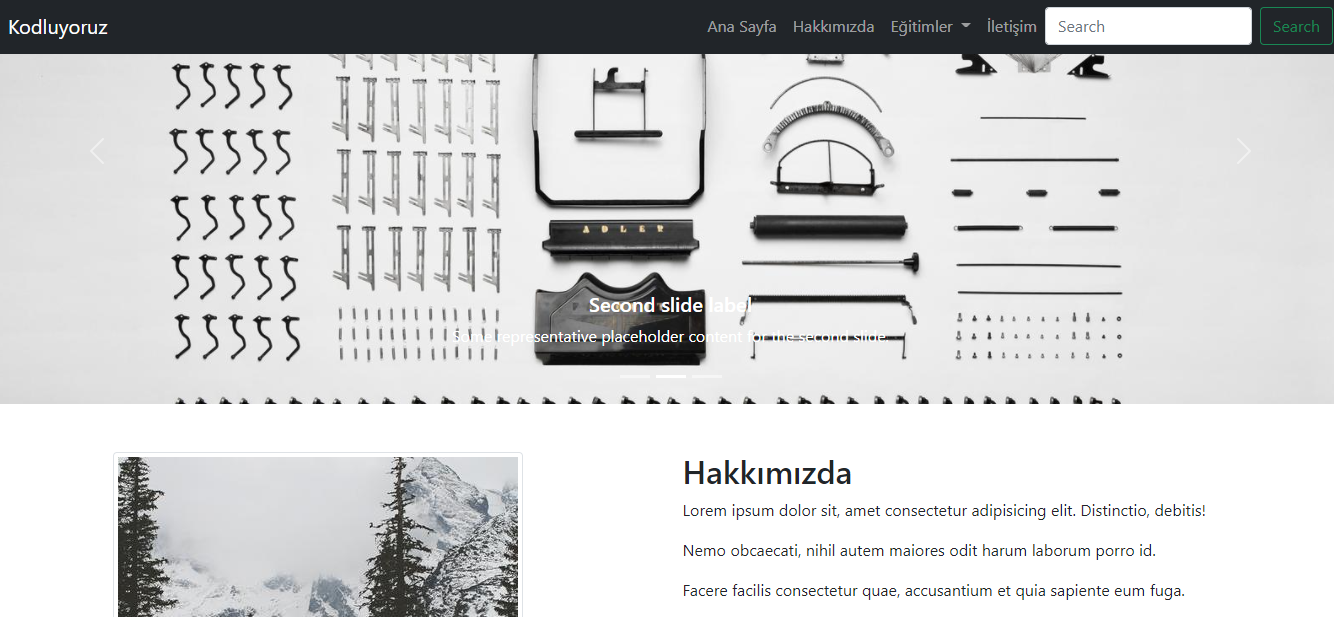 Kodluyoruz
Ana Sayfa Hakkımızda Eğitimler İletişim Search Search
ADLER
Second slide label
Some representative placeholder content for the second slide.
Hakkımızda
Lorem ipsum dolor sit, amet consectetur adipisicing elit. Distinctio, debitis!
Nemo obcaecati, nihil autem maiores odit harum laborum porro id.
Facere facilis consectetur quae, accusantium et quia sapiente eum fuga.